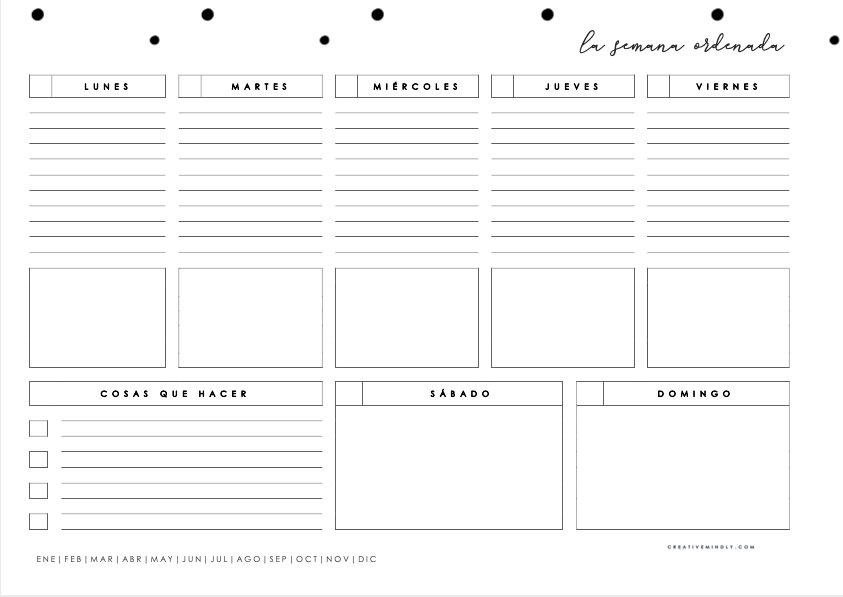 la semana ordenada
LUNES
MARTES
MIÉRCOLES
JUEVES
VIERNES
COSAS QUE HACER
SÁBADO
DOMINGO
CREATIVEMINDLY.COM
ENE|FEB|MAR|ABR|MAY|JUN|JUL|AGO|SEP|OCT|NOV|DIC